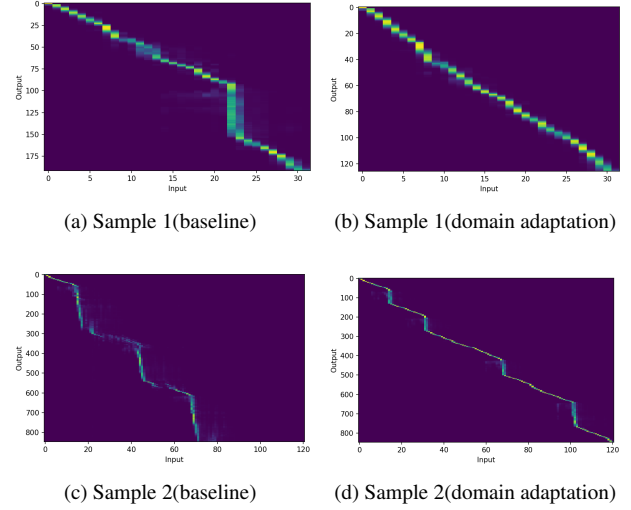 Output
0
25
50
75
100
125
150
175
0 5 10 15 20 25 30
Input
(a) Sample 1(baseline)
Output
0
20
40
60
80
100
120
0 5 10 15 20 25 30
Input
(b) Sample 1(domain adaptation)
Output
0
100
200
300
400
500
600
700
800
0 20 40 60 80 100 120
Input
(c) Sample 2(baseline)
Output
0
100
200
300
400
500
600
700
800
0 20 40 60 80 100 120
Input
(d) Sample 2(domain adaptation)